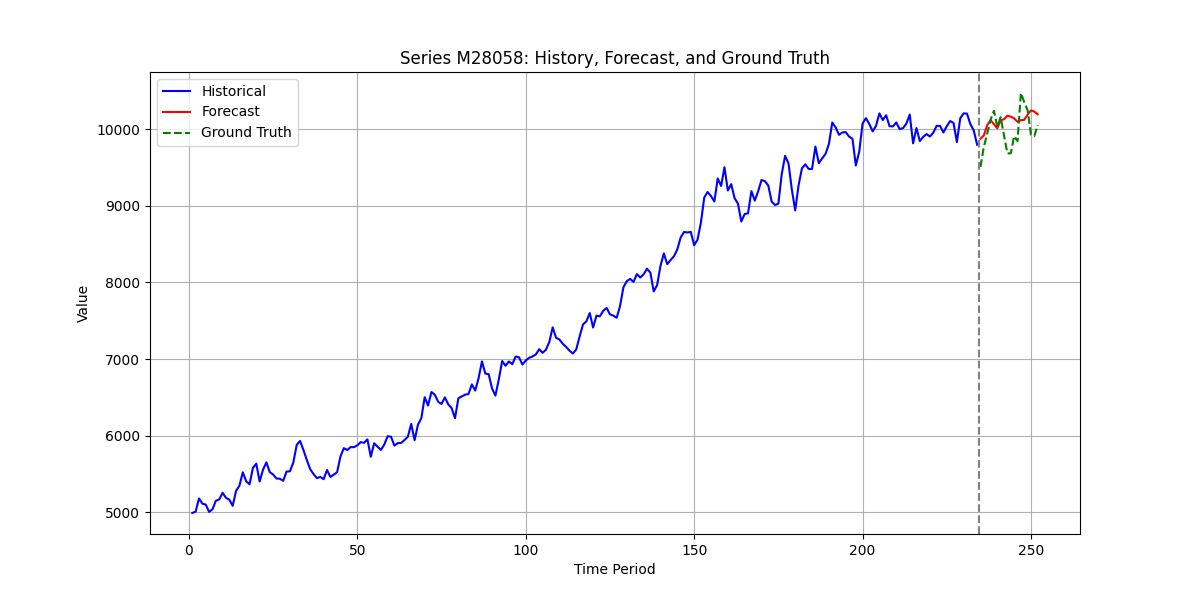 Series M28058: History, Forecast, and Ground Truth
Historical
Forecast
Ground Truth
10000
9000
8000
7000
6000
5000
Value
0 50 100 150 200 250
Time Period